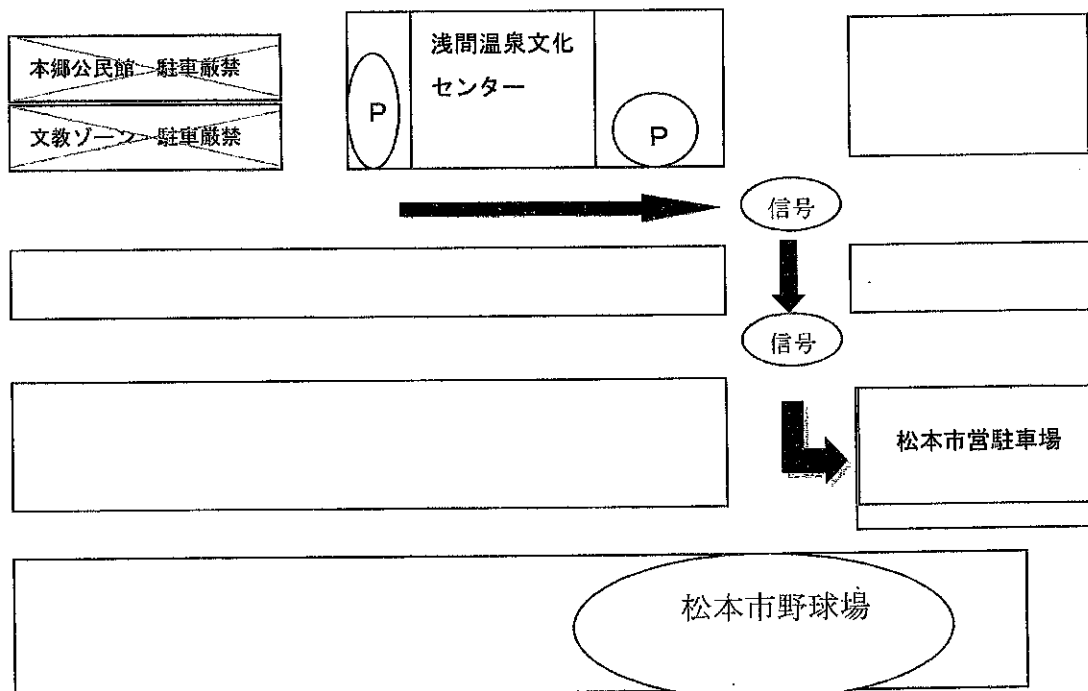 本郷公民館 駐車厳禁
文教ゾーン 駐車厳禁
P
浅間温泉文化
センター
P
信号
信号
松本市営駐車場
松本市野球場